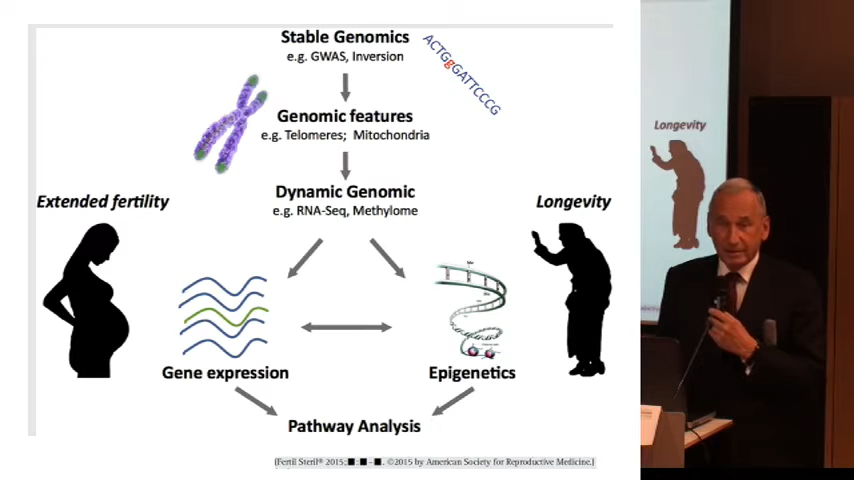 Stable Genomics
e.g. GWAS, Inversion
ACTGgGATTCCCG
Genomic features
e.g. Telomeres; Mitochondria
Dynamic Genomic
e.g. RNA-Seq, Methylome
Extended fertility
Longevity
Gene expression
Epigenetics
Pathway Analysis
(Fertil Steril® 2015;■:■–■. ©2015 by American Society for Reproductive Medicine.)
Longevity